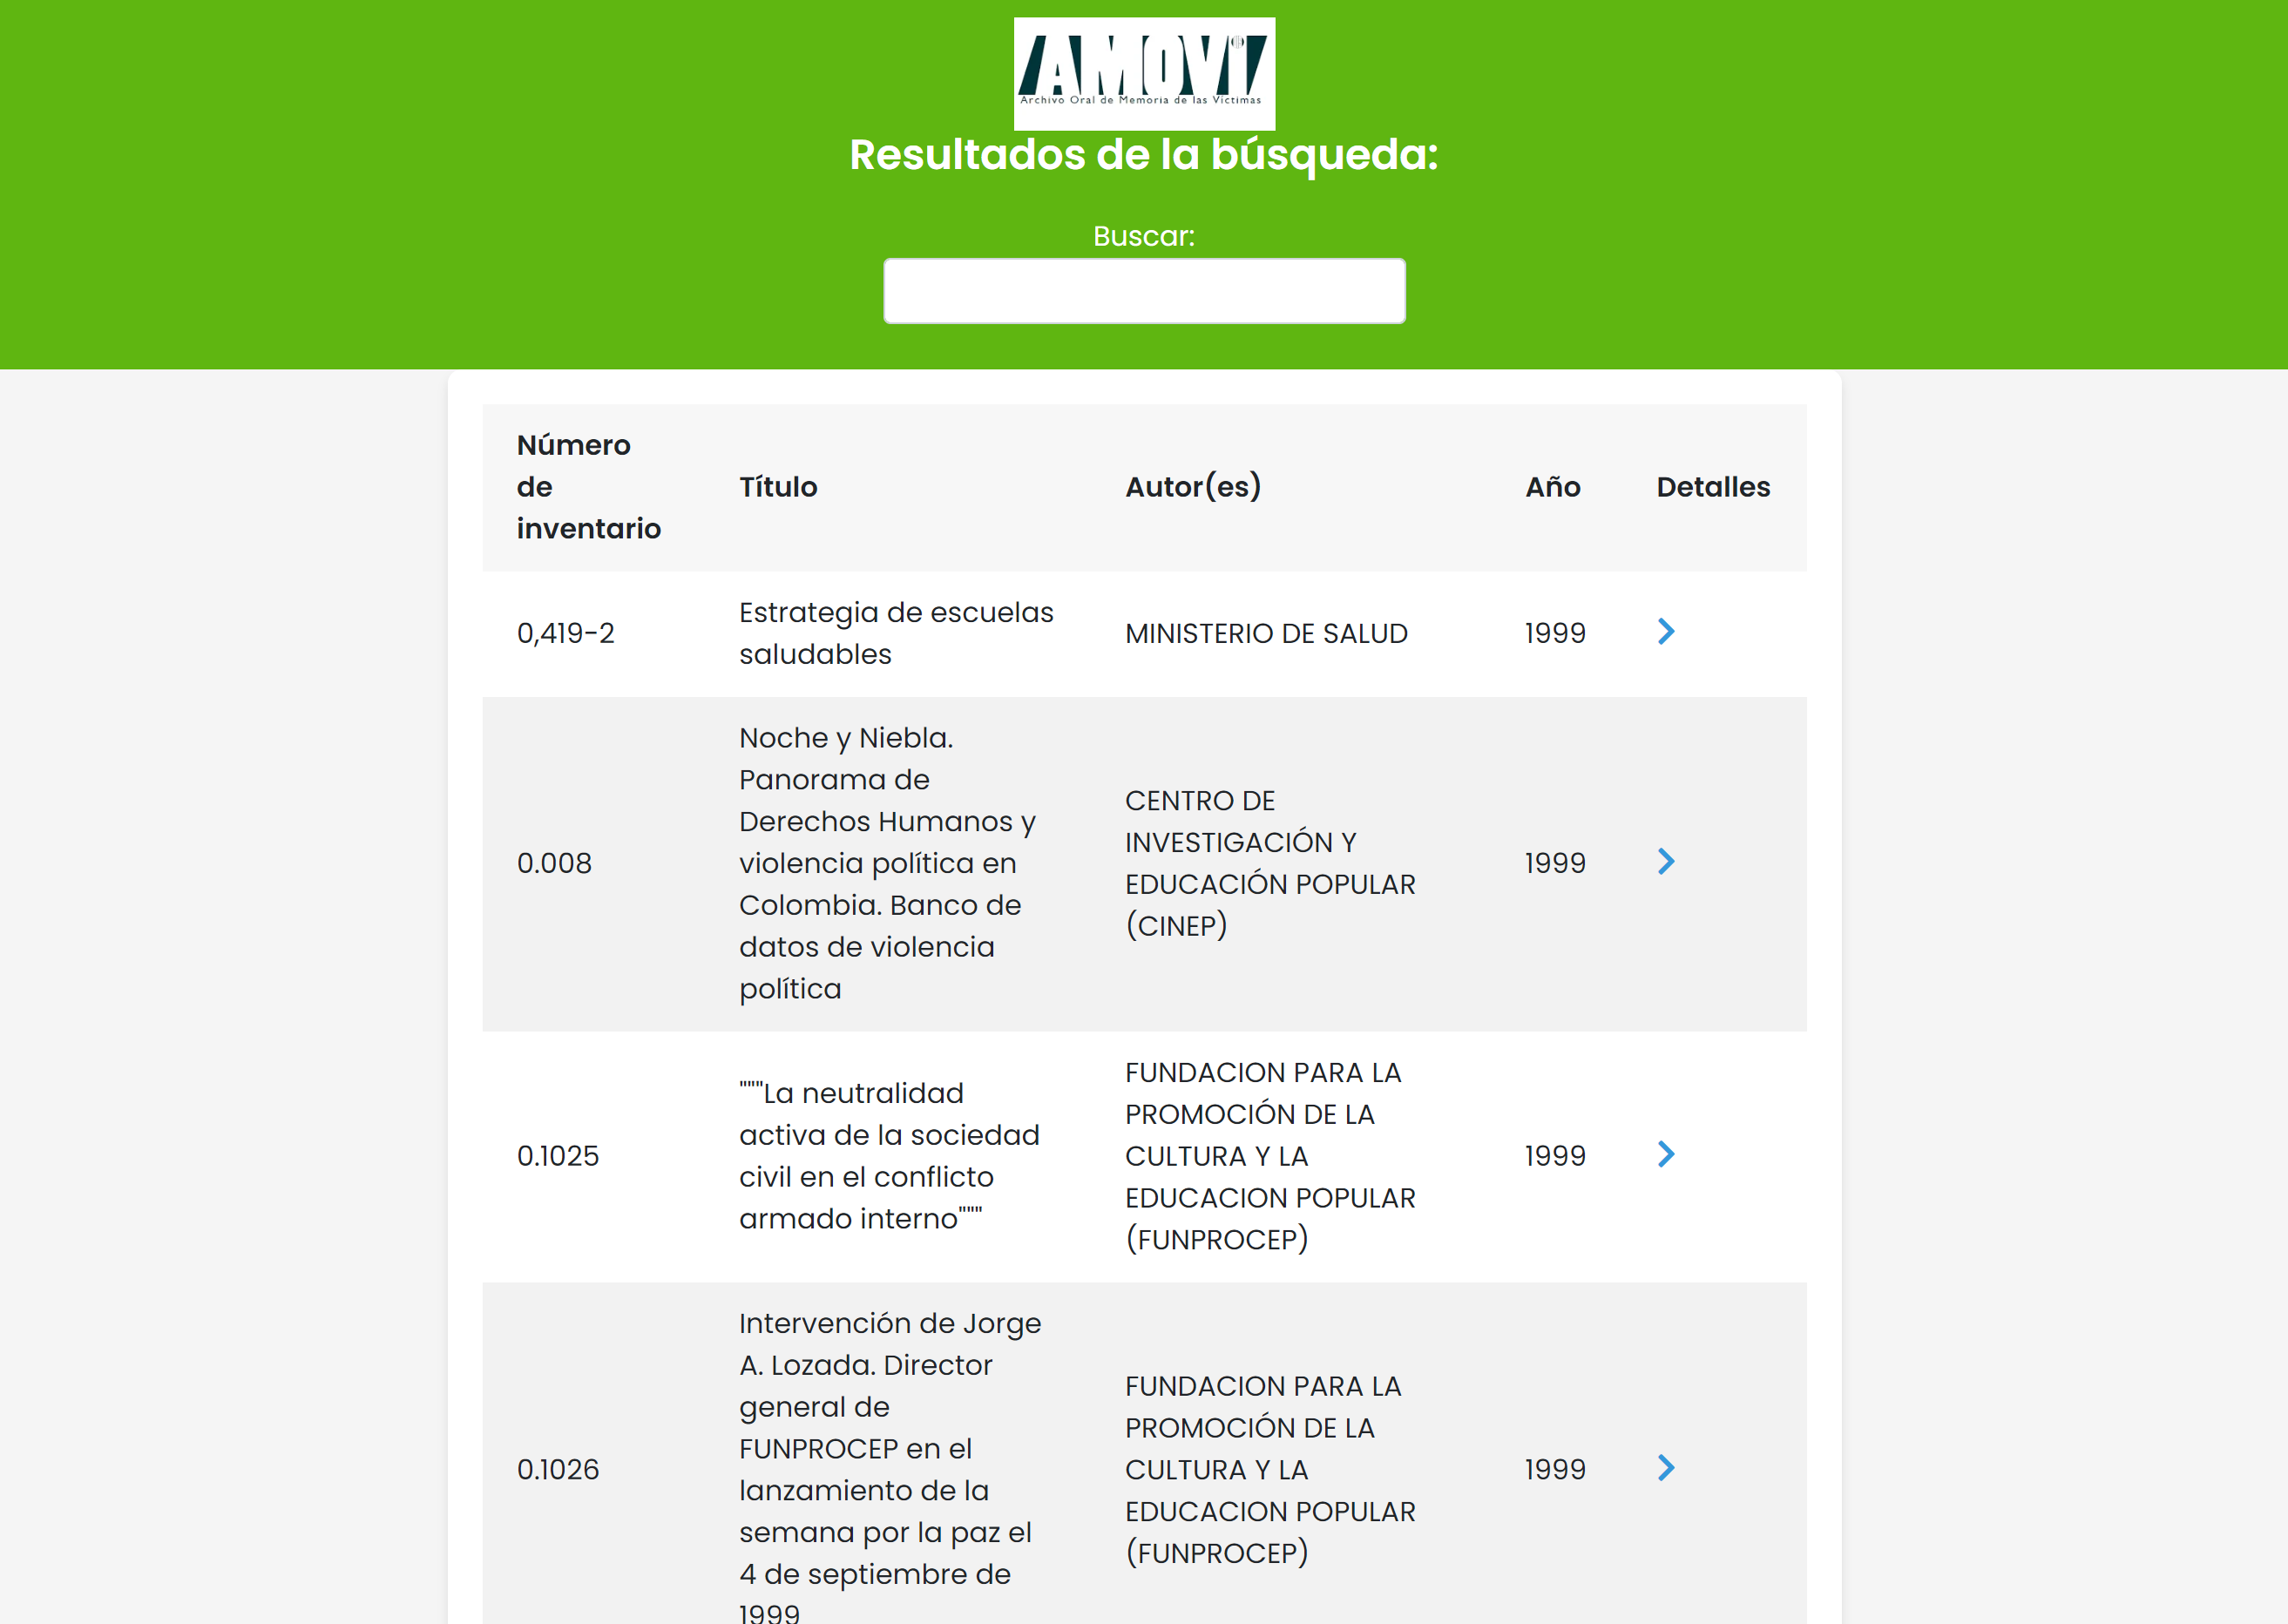 /AMOVI/
Archivo Oral de Memoria de las Víctimas
Resultados de la búsqueda:
Buscar:
Número
de
inventario
Título
Autor(es)
Año
Detalles
0,419-2
Estrategia de escuelas
saludables
MINISTERIO DE SALUD
1999
0.008
Noche y Niebla.
Panorama de
Derechos Humanos y
violencia política en
Colombia. Banco de
datos de violencia
política
CENTRO DE
INVESTIGACIÓN Y
EDUCACIÓN POPULAR
(CINEP)
1999
0.1025
"""La neutralidad
activa de la sociedad
civil en el conflicto
armado interno"""
FUNDACION PARA LA
PROMOCIÓN DE LA
CULTURA Y LA
EDUCACION POPULAR
(FUNPROCEP)
1999
0.1026
Intervención de Jorge
A. Lozada. Director
general de
FUNPROCEP en el
lanzamiento de la
semana por la paz el
4 de septiembre de
1999
FUNDACION PARA LA
PROMOCIÓN DE LA
CULTURA Y LA
EDUCACION POPULAR
(FUNPROCEP)
1999